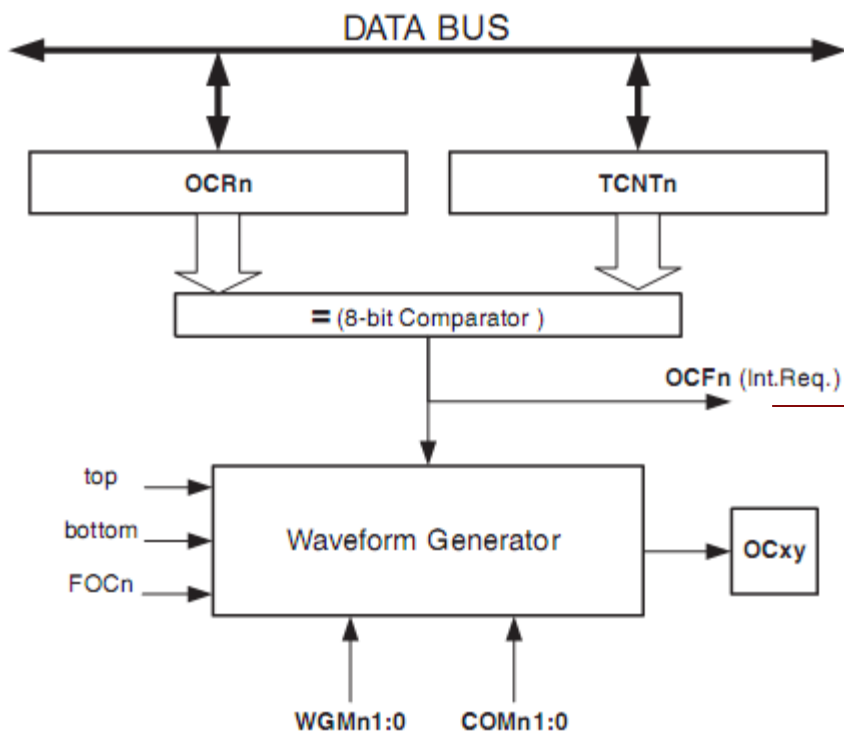 DATA BUS
OCRn
TCNTn
= (8-bit Comparator )
OCFn (Int.Req.)
top
bottom
FOCn
Waveform Generator
OCxy
WGMn1:0
COMn1:0